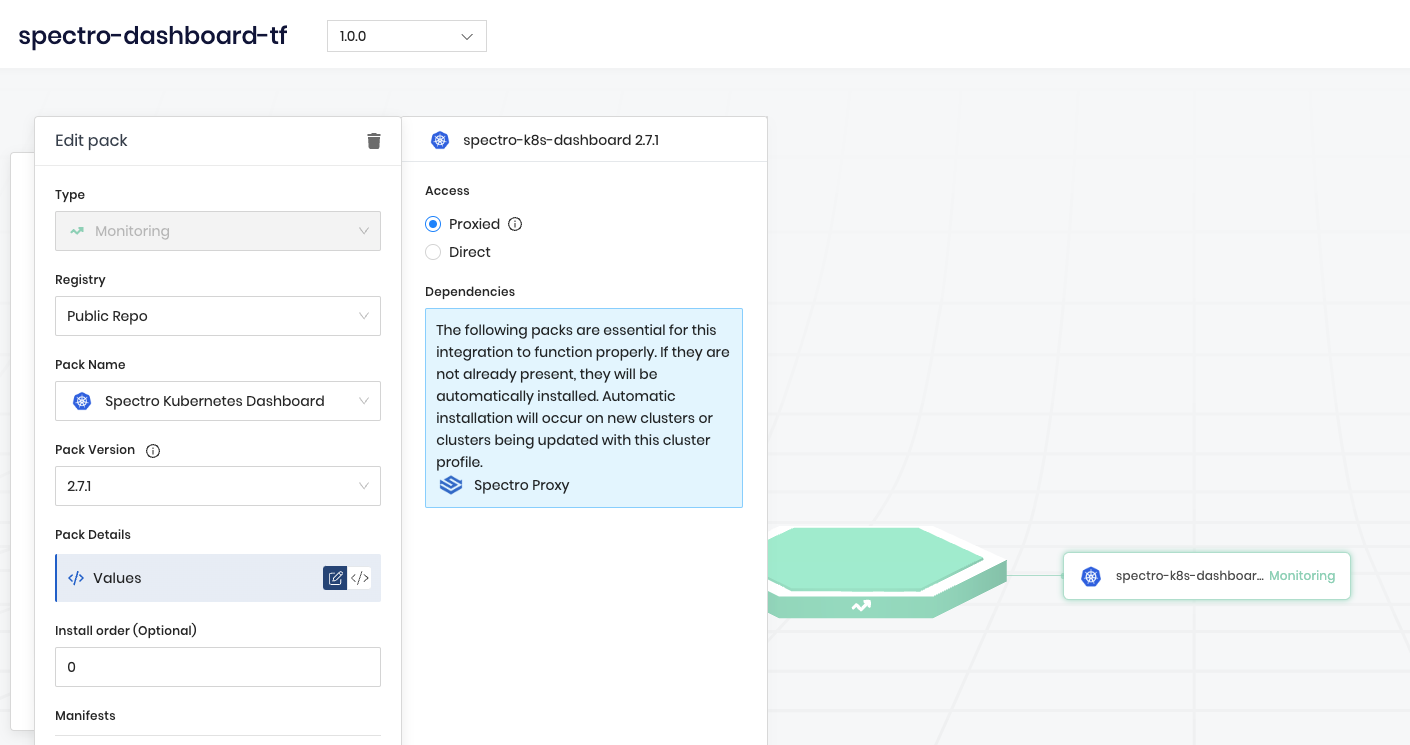 spectro-dashboard-tf
1.0.0
Edit pack
Type
Monitoring
Registry
Public Repo
Pack Name
Spectro Kubernetes Dashboard
Pack Version
2.7.1
Pack Details
</> Values </>
Install order (Optional)
0
Manifests
spectro-k8s-dashboard 2.7.1
Access
Proxied
Direct
Dependencies
The following packs are essential for this
integration to function properly. If they are
not already present, they will be
automatically installed. Automatic
installation will occur on new clusters or
clusters being updated with this cluster
profile.
Spectro Proxy
spectro-k8s-dashboar... Monitoring